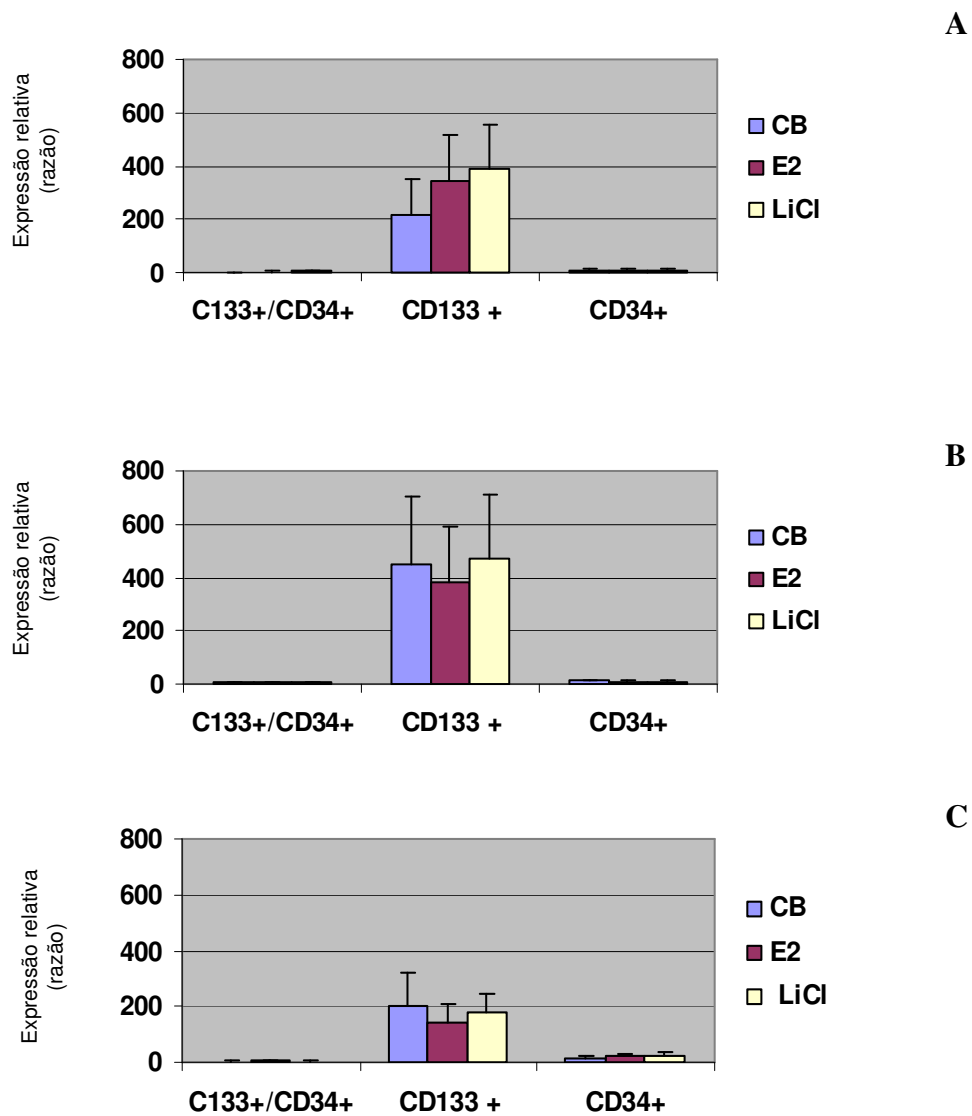 A
Expressão relativa
(razão)
800
600
400
200
0
C133+/CD34+ CD133 + CD34+
CB
E2
LiCl
B
Expressão relativa
(razão)
800
600
400
200
0
C133+/CD34+ CD133 + CD34+
CB
E2
LiCl
C
Expressão relativa
(razão)
800
600
400
200
0
C133+/CD34+ CD133 + CD34+
CB
E2
LiCl